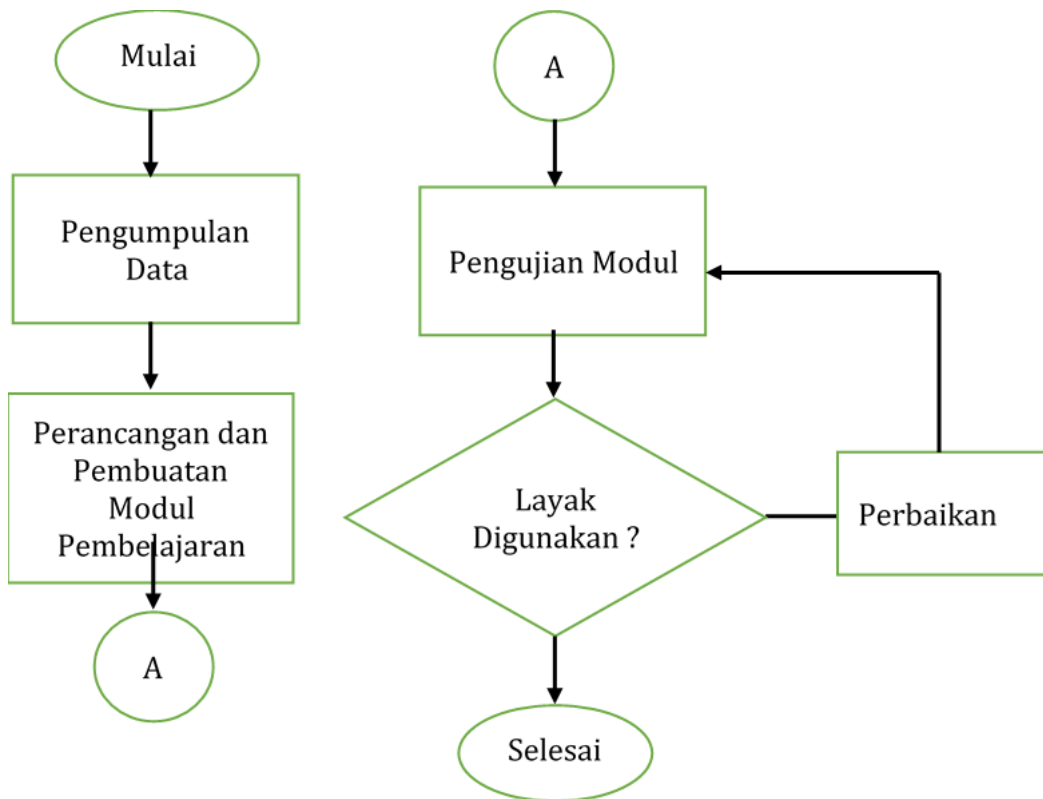 Mulai
Pengumpulan
Data
Perancangan dan
Pembuatan
Modul
Pembelajaran
A
A
Pengujian Modul
Layak
Digunakan ?
Perbaikan
Selesai